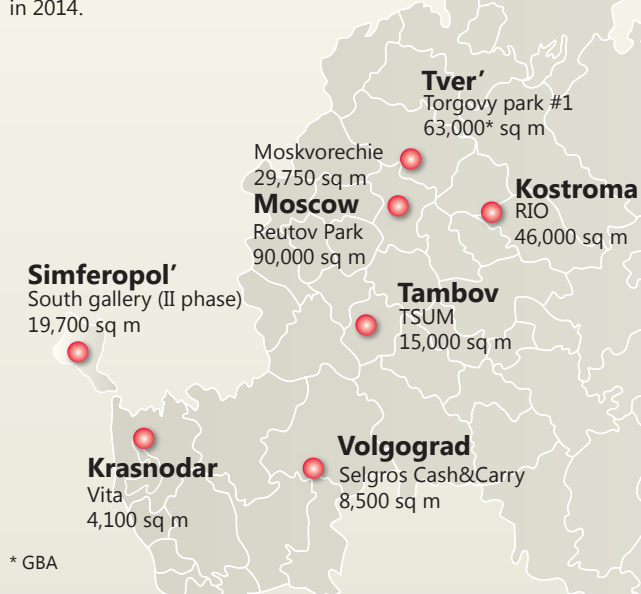 in 2014.
Tver’
Torgovy park #1
63,000* sq m
Moskvorechie
29,750 sq m
Moscow
Reutov Park
90,000 sq m
Kostroma
RIO
46,000 sq m
Simferopol’
South gallery (II phase)
19,700 sq m
Tambov
TSUM
15,000 sq m
Krasnodar
Vita
4,100 sq m
Volgograd
Selgros Cash&Carry
8,500 sq m
* GBA